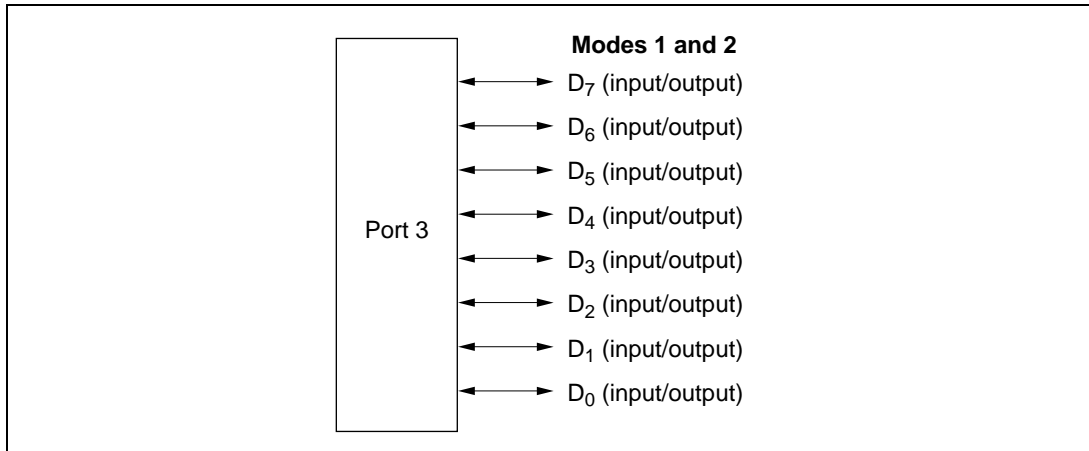 Modes 1 and 2
D₇ (input/output)
D₆ (input/output)
D₅ (input/output)
D₄ (input/output)
Port 3
D₃ (input/output)
D₂ (input/output)
D₁ (input/output)
D₀ (input/output)